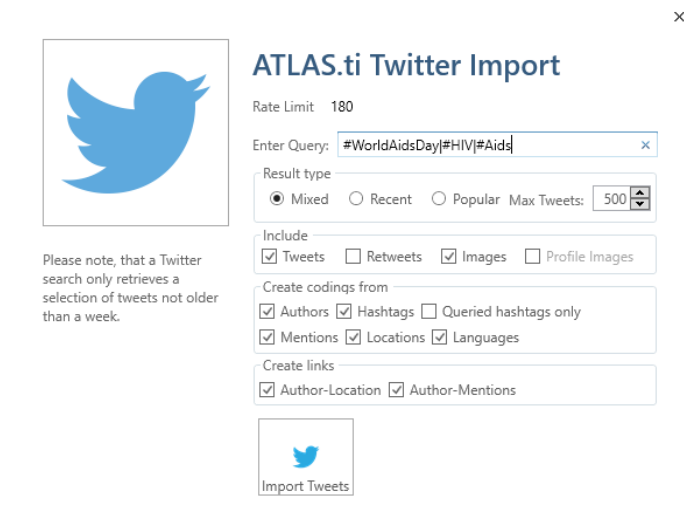 ATLAS.ti Twitter Import
Rate Limit 180
Enter Query: #WorldAidsDay|#HIV|#Aids
Result type
Mixed Recent Popular Max Tweets: 500
Include
Tweets Retweets Images Profile Images
Please note, that a Twitter
search only retrieves a
selection of tweets not older
than a week.
Create codings from
Authors Hashtags Queried hashtags only
Mentions Locations Languages
Create links
Author-Location Author-Mentions
Import Tweets